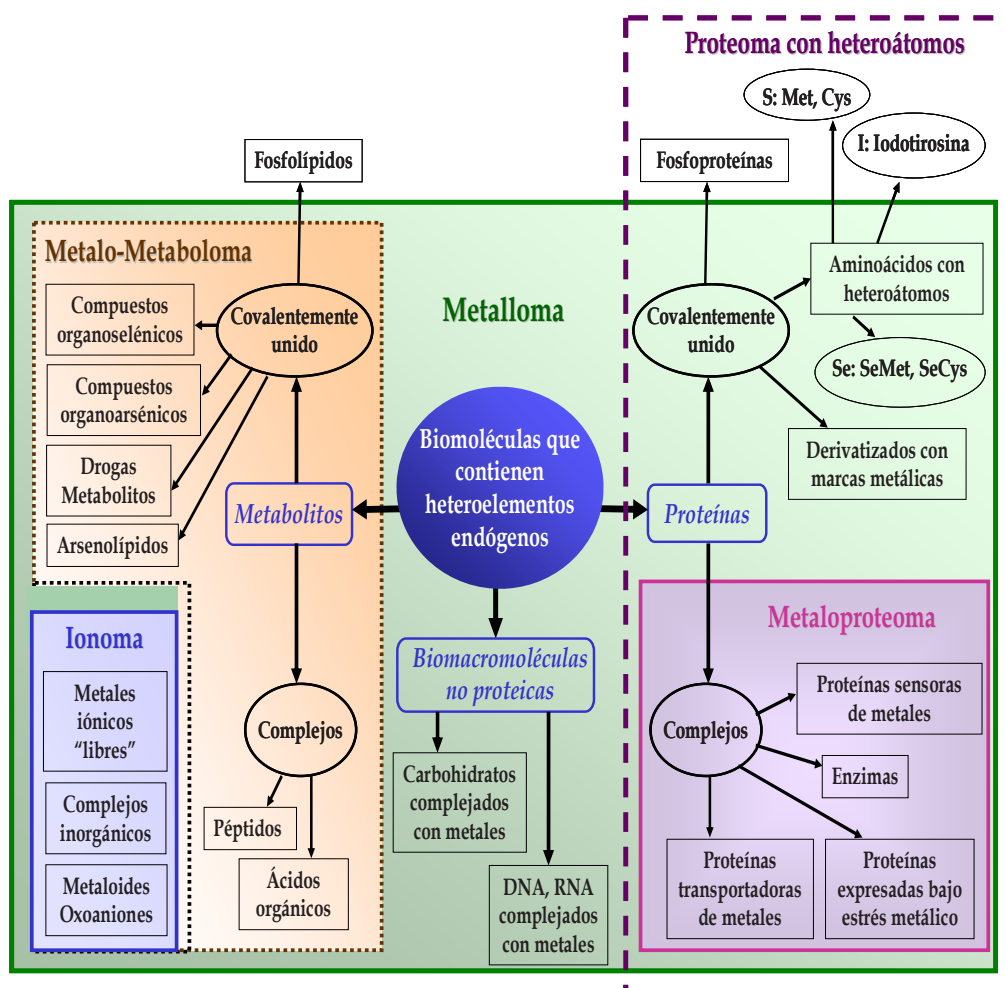 Proteoma con heteroátomos
S: Met, Cys
I: Iodotirosina
Fosfolípidos
Fosfoproteínas
Metalo-Metaboloma
Compuestos
organoselénicos
Covalentemente
unido
Compuestos
organoarsénicos
Drogas
Metabolitos
Arsenolípidos
Metabolitos
Metalloma
Biomoléculas que
contienen
heteroelementos
endógenos
Covalentemente
unido
Aminoácidos con
heteroátomos
Se: SeMet, SeCys
Derivatizados con
marcas metálicas
Proteínas
Ionoma
Metales
iónicos
“libres”
Complejos
inorgánicos
Metaloides
Oxoaniones
Complejos
Péptidos
Ácidos
orgánicos
Biomacromoléculas
no proteicas
Carbohidratos
complejados
con metales
DNA, RNA
complejados
con metales
Metaloproteoma
Complejos
Proteínas sensoras
de metales
Enzimas
Proteínas
transportadoras
de metales
Proteínas
expresadas bajo
estrés metálico